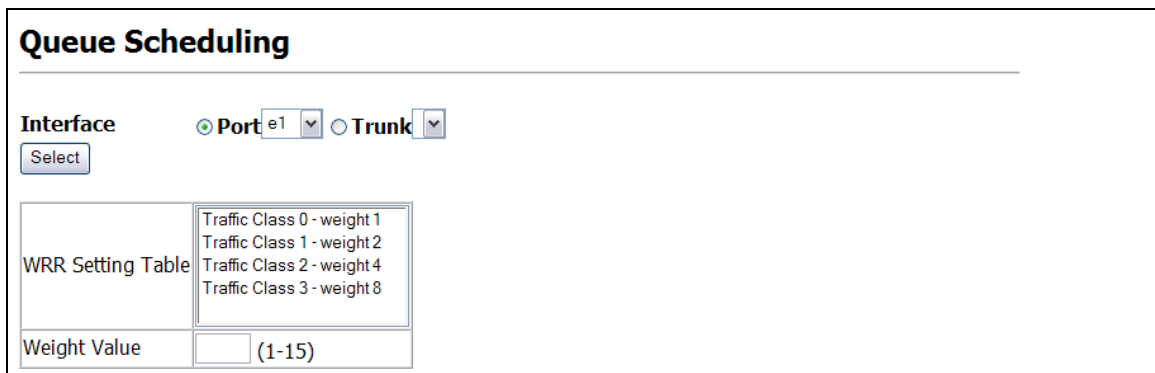 Queue Scheduling
Interface Port e1 Trunk
Select
WRR Setting Table
Traffic Class 0 - weight 1
Traffic Class 1 - weight 2
Traffic Class 2 - weight 4
Traffic Class 3 - weight 8
Weight Value (1-15)